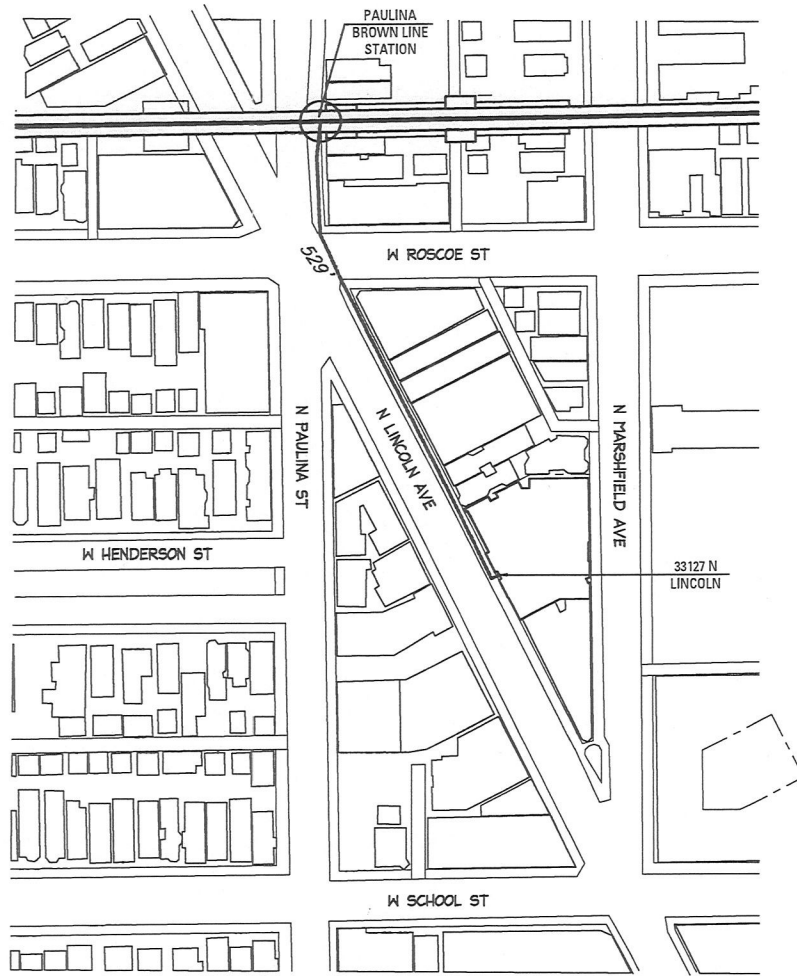 PAULINA
BROWN LINE
STATION
W ROSCOE ST
529'
N PAULINA ST
N LINCOLN AVE
N MARSHFIELD AVE
W HENDERSON ST
33127 N
LINCOLN
W SCHOOL ST